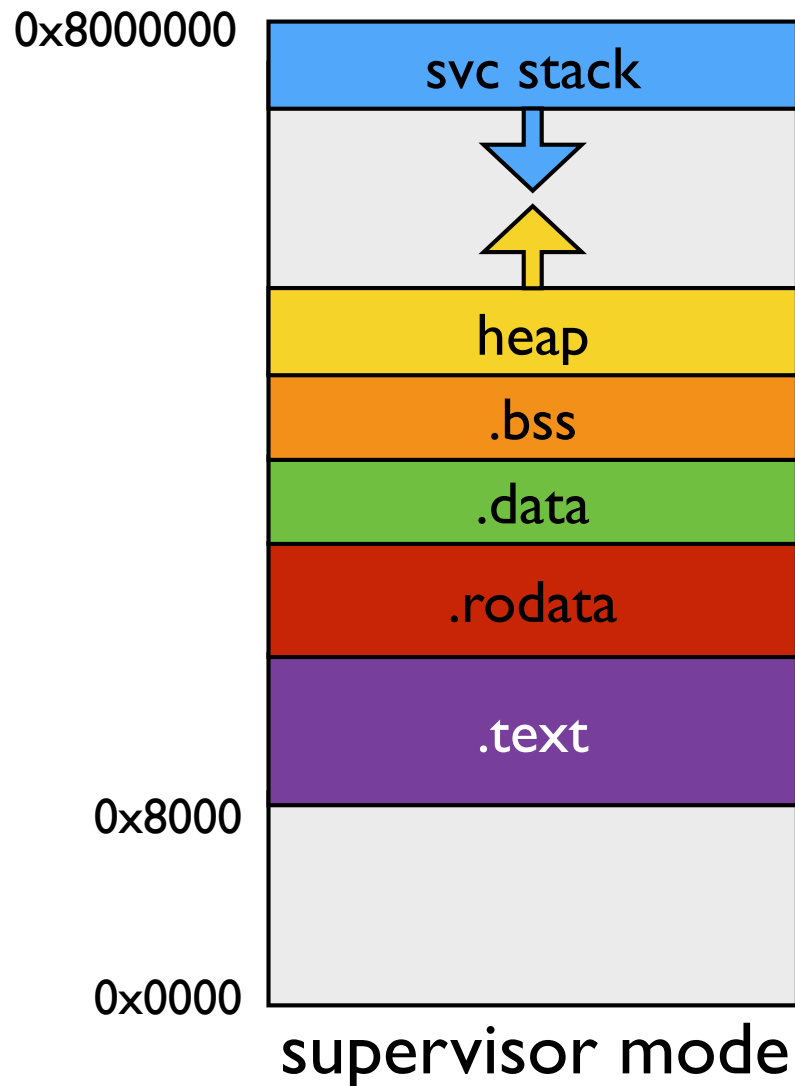 0x8000000
svc stack
heap
.bss
.data
.rodata
.text
0x8000
0x0000
supervisor mode